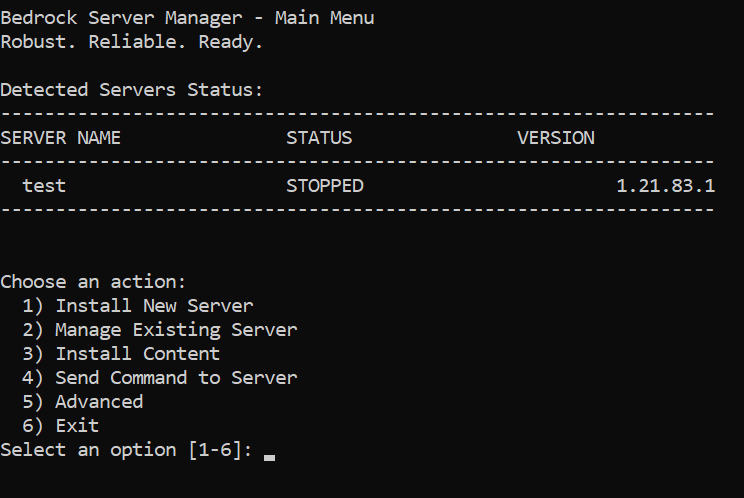 Bedrock Server Manager - Main Menu
Robust. Reliable. Ready.
Detected Servers Status:
-----------------------------------------------------------------
SERVER NAME               STATUS               VERSION
-----------------------------------------------------------------
  test                    STOPPED                       1.21.83.1
-----------------------------------------------------------------
Choose an action:
  1) Install New Server
  2) Manage Existing Server
  3) Install Content
  4) Send Command to Server
  5) Advanced
  6) Exit
Select an option [1-6]: _